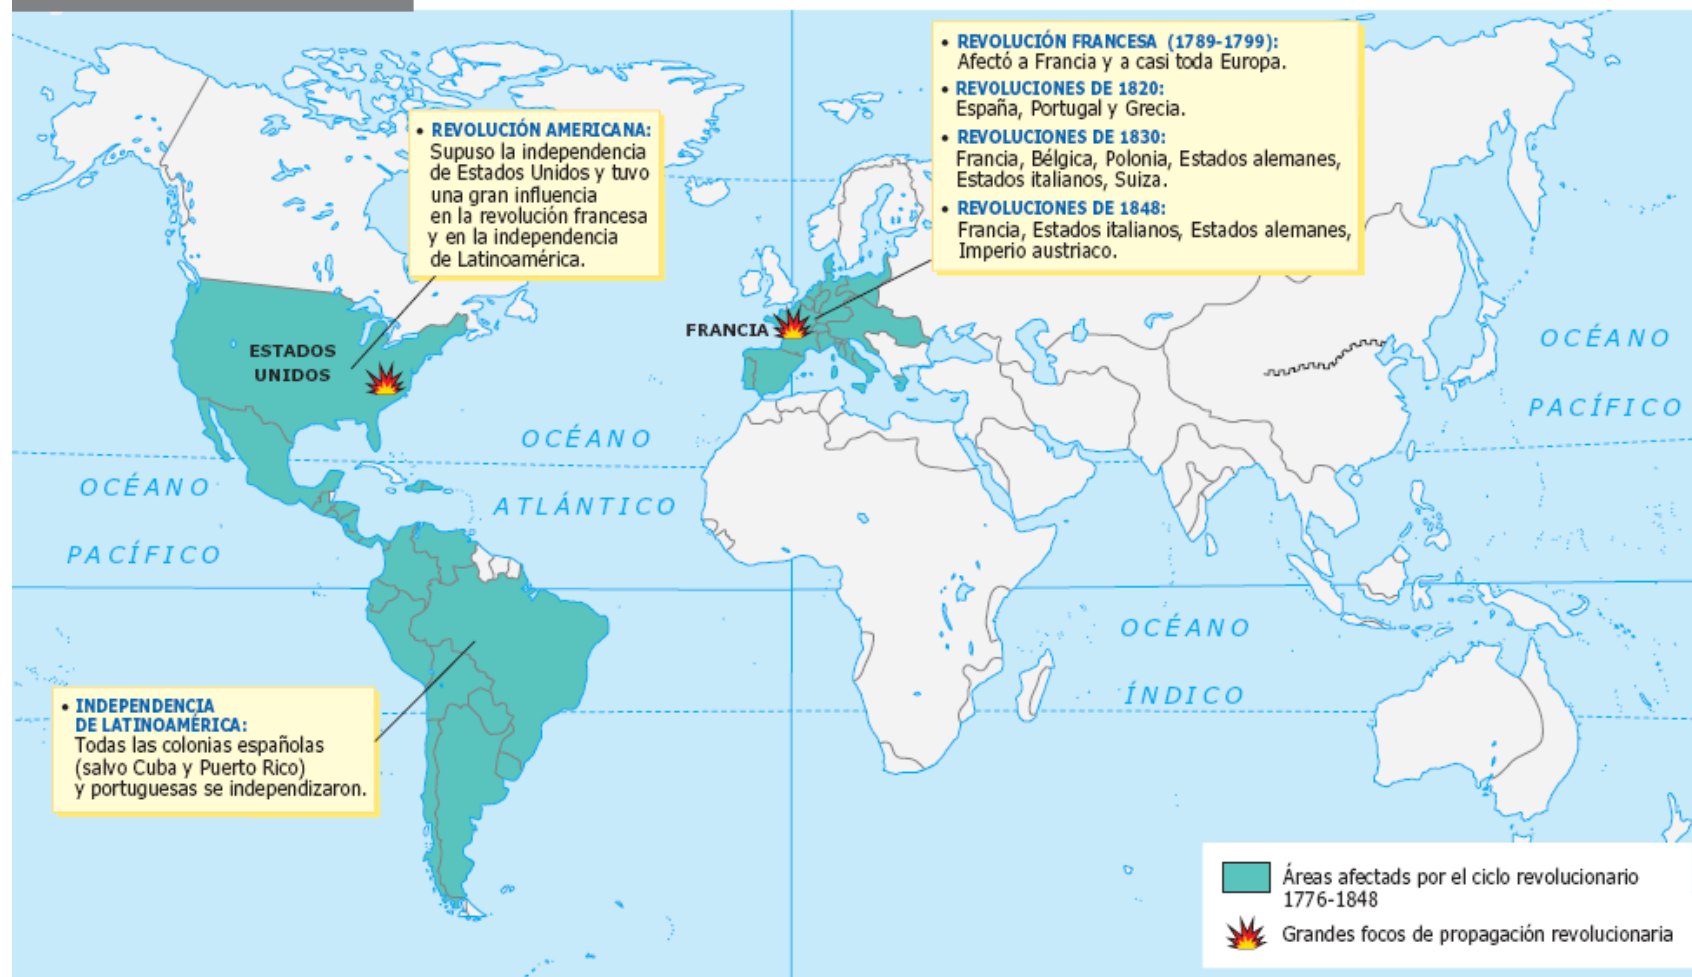 • REVOLUCIÓN FRANCESA (1789-1799):
Afectó a Francia y a casi toda Europa.
• REVOLUCIONES DE 1820:
España, Portugal y Grecia.
• REVOLUCIONES DE 1830:
Francia, Bélgica, Polonia, Estados alemanes,
Estados italianos, Suiza.
• REVOLUCIONES DE 1848:
Francia, Estados italianos, Estados alemanes,
Imperio austriaco.
• REVOLUCIÓN AMERICANA:
Supuso la independencia
de Estados Unidos y tuvo
una gran influencia
en la revolución francesa
y en la independencia
de Latinoamérica.
FRANCIA
ESTADOS
UNIDOS
OCÉANO
PACÍFICO
OCÉANO
ATLÁNTICO
OCÉANO
PACÍFICO
OCÉANO
ÍNDICO
• INDEPENDENCIA
DE LATINOAMÉRICA:
Todas las colonias españolas
(salvo Cuba y Puerto Rico)
y portuguesas se independizaron.
Áreas afectads por el ciclo revolucionario
1776-1848
Grandes focos de propagación revolucionaria